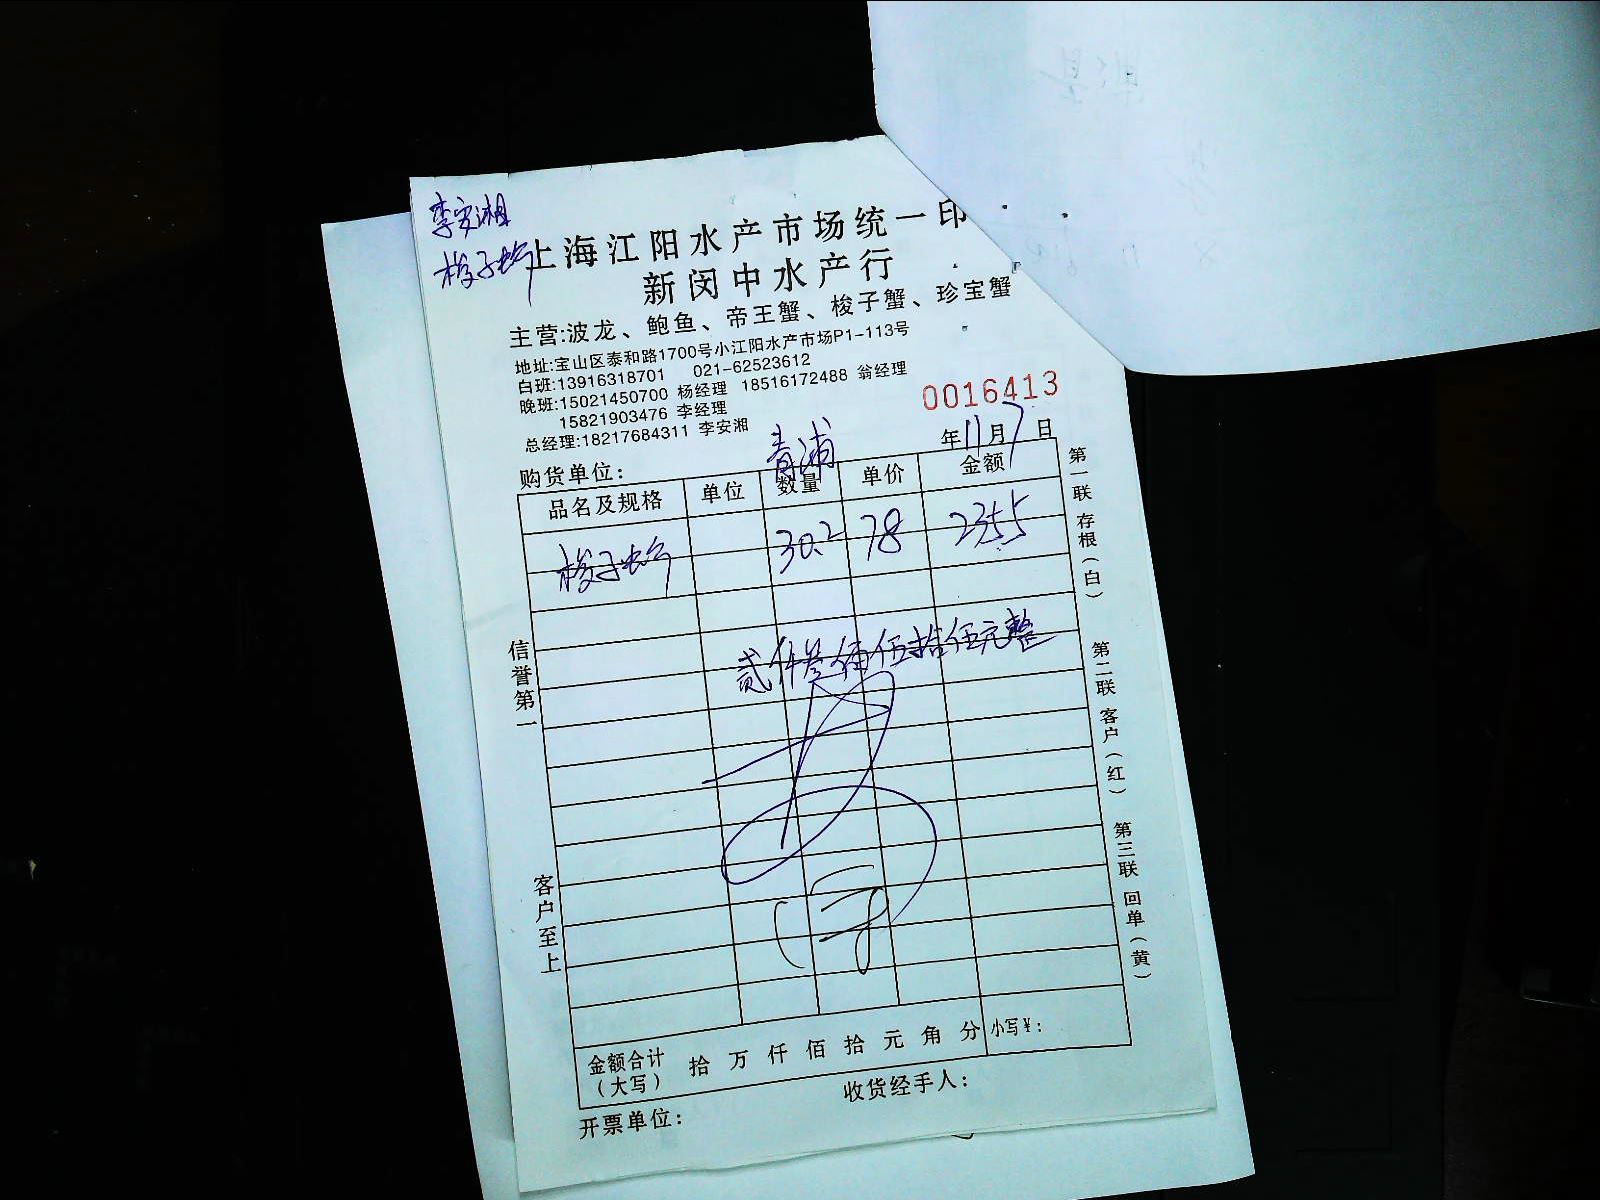 李安湘
梭子蟹
上海江阳水产市场统一印
新闵中水产行
主营:波龙、鲍鱼、帝王蟹、梭子蟹、珍宝蟹
地址:宝山区泰和路1700号小江阳水产市场P1-113号
白班:13916318701 021-62523612
晚班:15021450700 杨经理 18516172488 翁经理
15821903476 李经理
总经理:18217684311 李安湘
0016413
购货单位: 青浦 年11月7日
品名及规格 单位 数量 单价 金额
梭子蟹 30.2 78 2355
贰仟叁佰伍拾伍元整
金额合计(大写) 拾 万 仟 佰 拾 元 角 分 小写¥:
开票单位: 收货经手人:
信誉第一 客户至上
第一联 存根(白) 第二联 客户(红) 第三联 回单(黄)